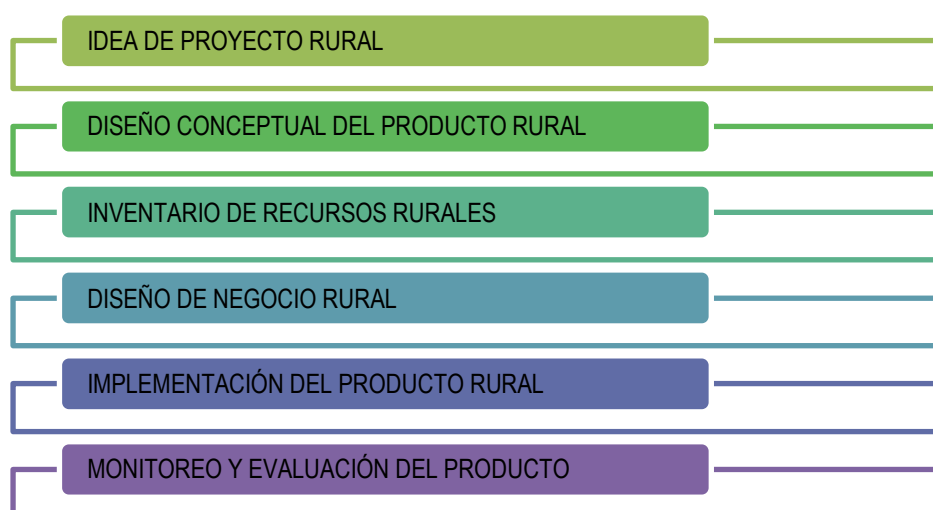 IDEA DE PROYECTO RURAL
DISEÑO CONCEPTUAL DEL PRODUCTO RURAL
INVENTARIO DE RECURSOS RURALES
DISEÑO DE NEGOCIO RURAL
IMPLEMENTACIÓN DEL PRODUCTO RURAL
MONITOREO Y EVALUACIÓN DEL PRODUCTO